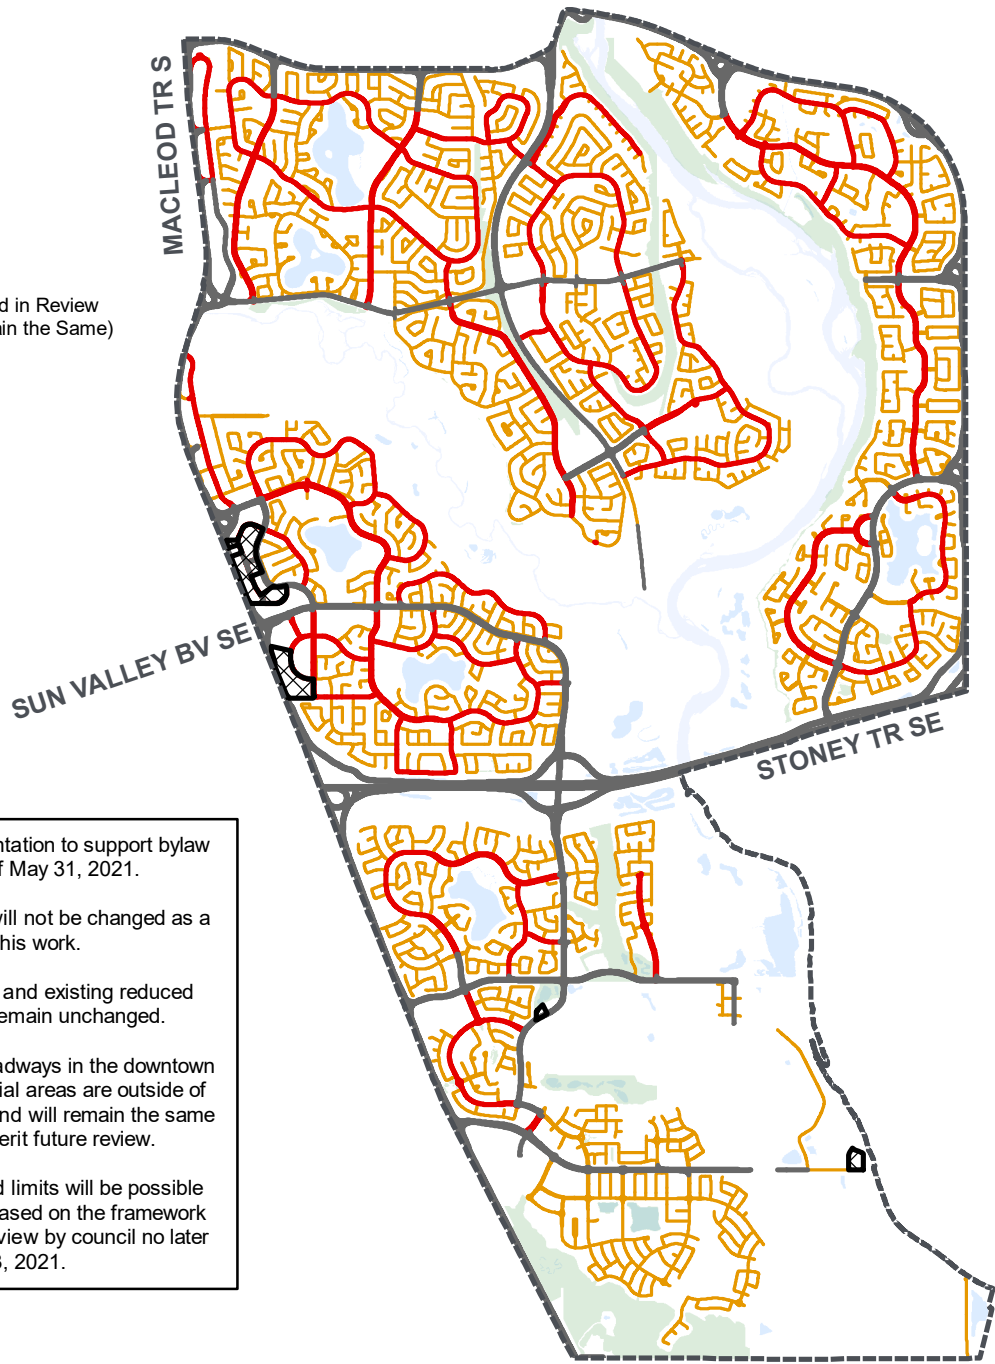 MACLEOD TR S
d in Review
in the Same)
SUN VALLEY BV SE
STONEY TR SE
ntation to support bylaw
f May 31, 2021.
will not be changed as a
his work.
and existing reduced
emain unchanged.
adways in the downtown
ial areas are outside of
nd will remain the same
erit future review.
d limits will be possible
ased on the framework
view by council no later
, 2021.